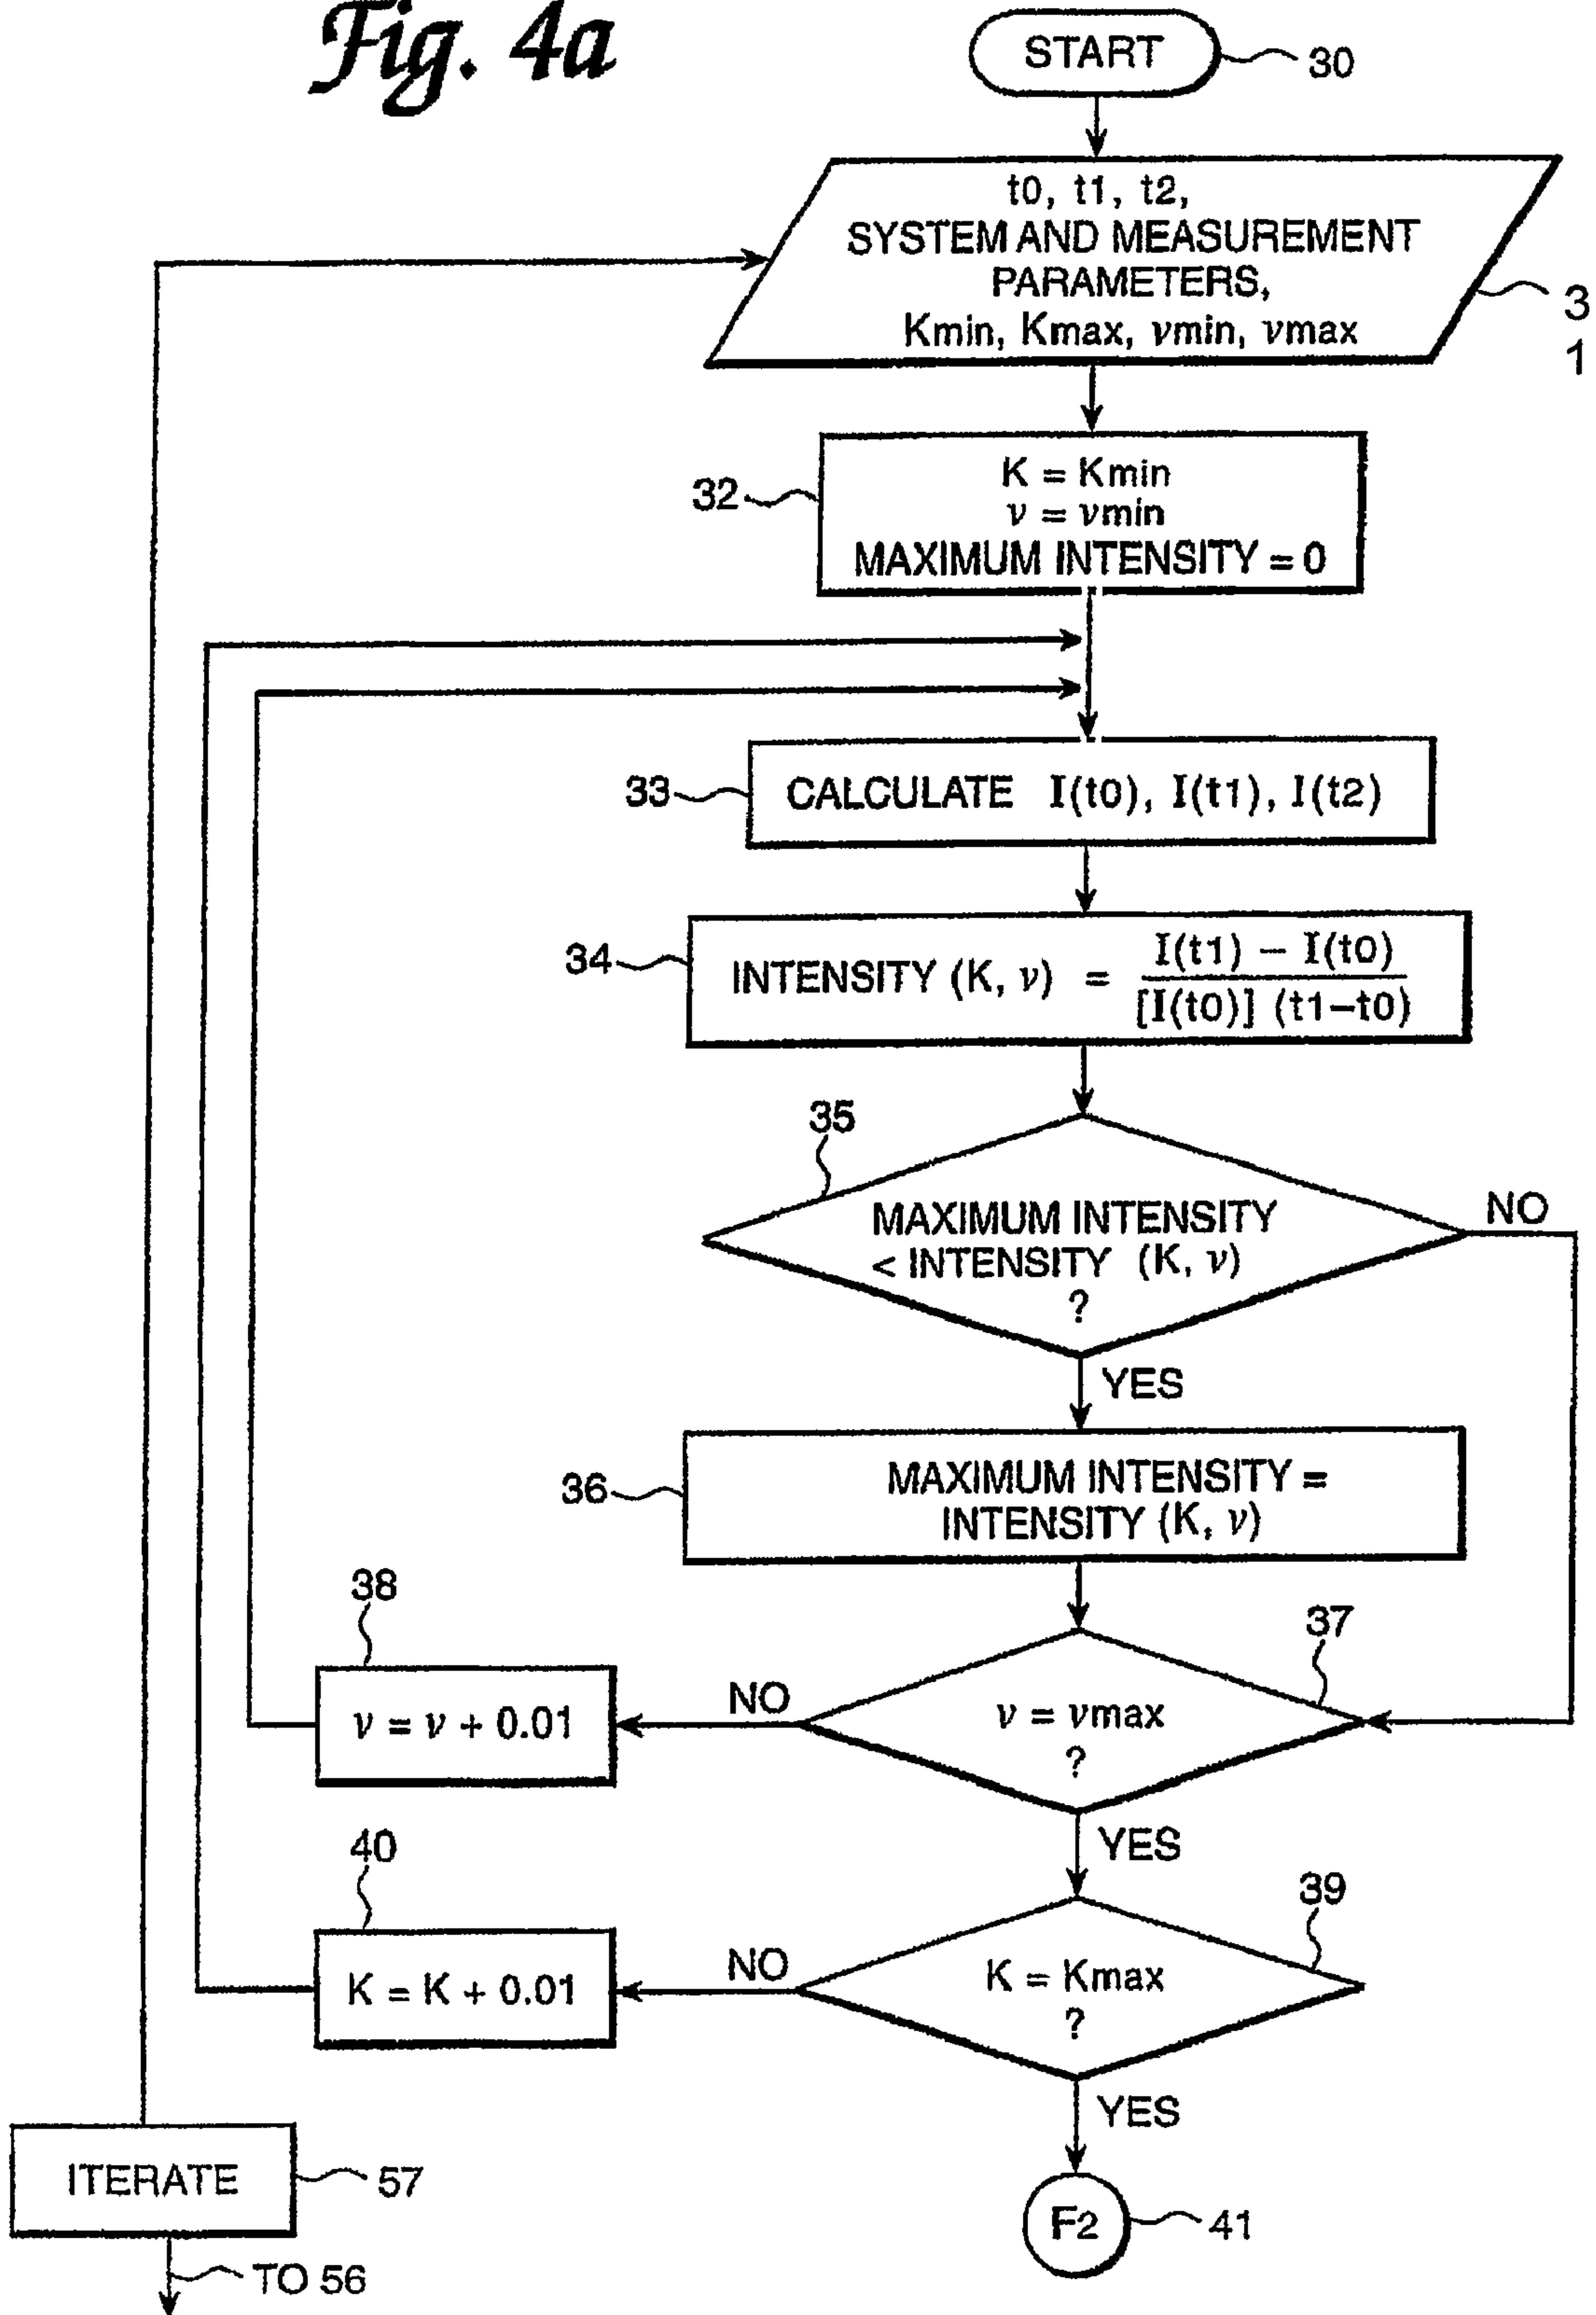 Fig. 4a
START
30
t0, t1, t2,
SYSTEM AND MEASUREMENT
PARAMETERS,
Kmin, Kmax, νmin, νmax
3
1
32
K = Kmin
ν = νmin
MAXIMUM INTENSITY = 0
33
CALCULATE I(t0), I(t1), I(t2)
34
INTENSITY (K, ν) =
I(t1) – I(t0)
[I(t0)] (t1–t0)
35
MAXIMUM INTENSITY
< INTENSITY (K, ν)
?
NO
YES
36
MAXIMUM INTENSITY =
INTENSITY (K, ν)
38
ν = ν + 0.01
NO
37
ν = νmax
?
YES
40
K = K + 0.01
NO
39
K = Kmax
?
YES
ITERATE
57
F2
41
TO 56